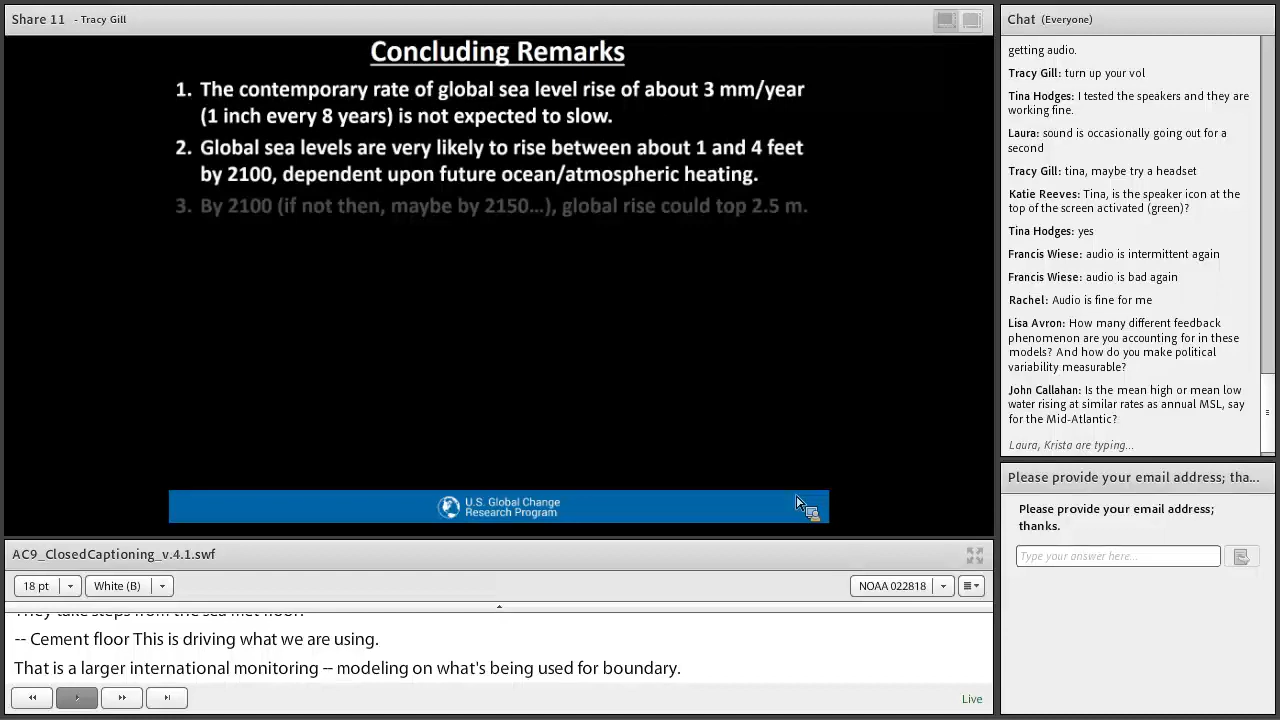 Share 11 - Tracy Gill
Concluding Remarks
1. The contemporary rate of global sea level rise of about 3 mm/year
(1 inch every 8 years) is not expected to slow.
2. Global sea levels are very likely to rise between about 1 and 4 feet
by 2100, dependent upon future ocean/atmospheric heating.
3. By 2100 (if not then, maybe by 2150...), global rise could top 2.5 m.
U.S. Global Change
Research Program
AC9_ClosedCaptioning_v.4.1.swf
18 pt
White (B)
NOAA 022818
They take steps from the sea met floor.
-- Cement floor This is driving what we are using.
That is a larger international monitoring -- modeling on what's being used for boundary.
Live
Chat (Everyone)
getting audio.
Tracy Gill: turn up your vol
Tina Hodges: I tested the speakers and they are
working fine.
Laura: sound is occasionally going out for a
second
Tracy Gill: tina, maybe try a headset
Katie Reeves: Tina, is the speaker icon at the
top of the screen activated (green)?
Tina Hodges: yes
Francis Wiese: audio is intermittent again
Francis Wiese: audio is bad again
Rachel: Audio is fine for me
Lisa Avron: How many different feedback
phenomenon are you accounting for in these
models? And how do you make political
variability measurable?
John Callahan: Is the mean high or mean low
water rising at similar rates as annual MSL, say
for the Mid-Atlantic?
Laura, Krista are typing...
Please provide your email address; tha...
Please provide your email address;
thanks.
Type your answer here...